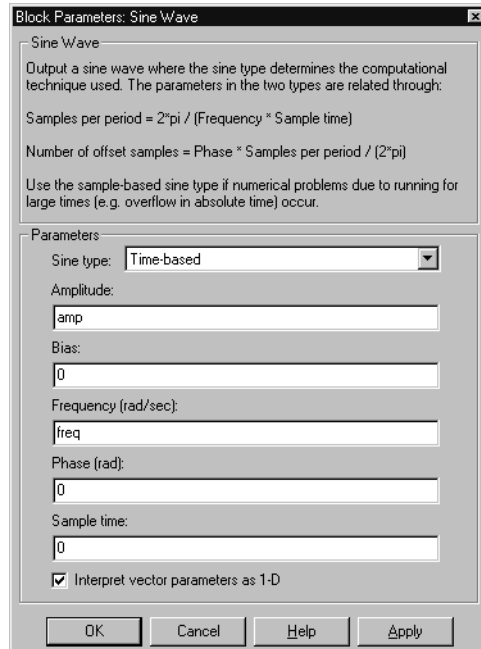 Block Parameters: Sine Wave
Sine Wave
Output a sine wave where the sine type determines the computational
technique used. The parameters in the two types are related through:
Samples per period = 2*pi / (Frequency * Sample time)
Number of offset samples = Phase * Samples per period / (2*pi)
Use the sample-based sine type if numerical problems due to running for
large times (e.g. overflow in absolute time) occur.
Parameters
Sine type: Time-based
Amplitude:
amp
Bias:
0
Frequency (rad/sec):
freq
Phase (rad):
0
Sample time:
0
Interpret vector parameters as 1-D
OK Cancel Help Apply